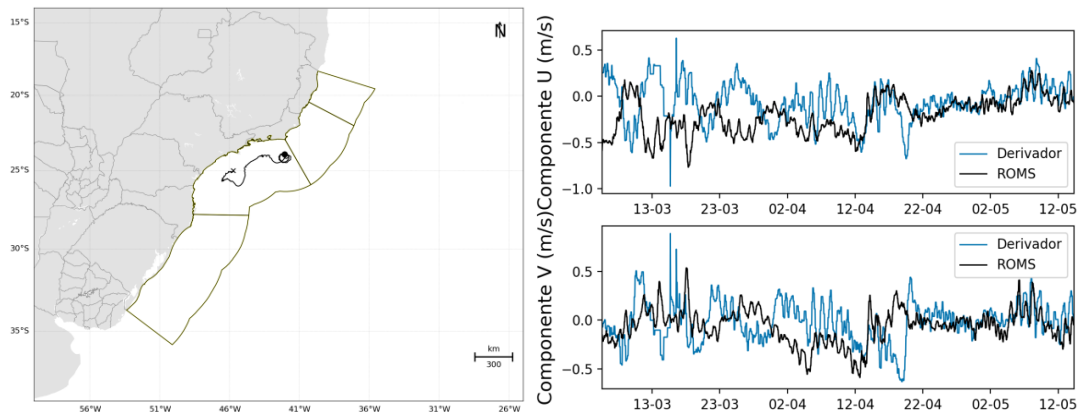 15°S
20°S
25°S
30°S
35°S
56°W 51°W 46°W 41°W 36°W 31°W 26°W
N
km
300
Componente U (m/s)
0.5
0.0
-0.5
-1.0
Derivador
ROMS
13-03 23-03 02-04 12-04 22-04 02-05 12-05
Componente V (m/s)
0.5
0.0
-0.5
Derivador
ROMS
13-03 23-03 02-04 12-04 22-04 02-05 12-05